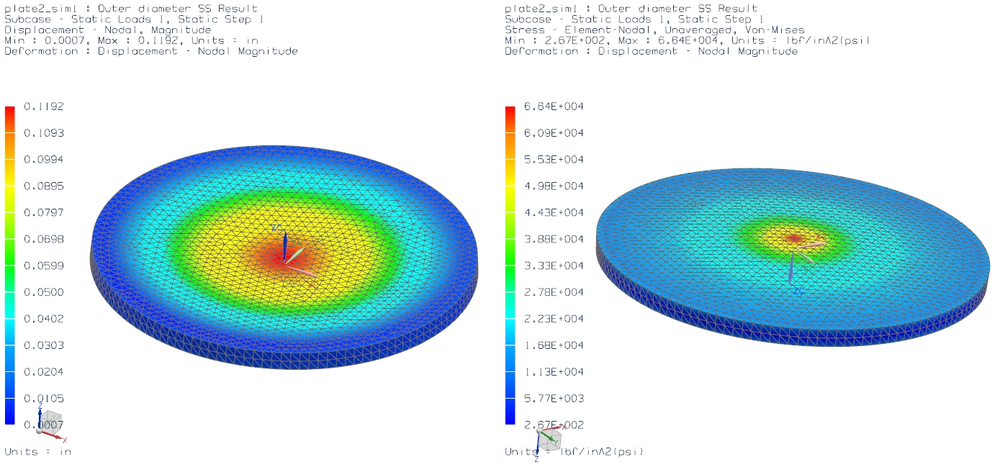 plate2_sim1 : Outer diameter SS Result
Subcase - Static Loads 1, Static Step 1
Displacement - Nodal, Magnitude
Min : 0.0007, Max : 0.1192, Units = in
Deformation : Displacement - Nodal Magnitude
0.1192
0.1093
0.0994
0.0895
0.0797
0.0698
0.0599
0.0500
0.0402
0.0303
0.0204
0.0105
0.0007
ZC
XC
Z
X
Units = in
plate2_sim1 : Outer diameter SS Result
Subcase - Static Loads 1, Static Step 1
Stress - Element-Nodal, Unaveraged, Von-Mises
Min : 2.67E+002, Max : 6.64E+004, Units = lbf/in^2(psi)
Deformation : Displacement - Nodal Magnitude
6.64E+004
6.09E+004
5.53E+004
4.98E+004
4.43E+004
3.88E+004
3.33E+004
2.78E+004
2.23E+004
1.68E+004
1.13E+004
5.77E+003
2.67E+002
XC
ZC
X
Y
Z
Units = lbf/in^2(psi)